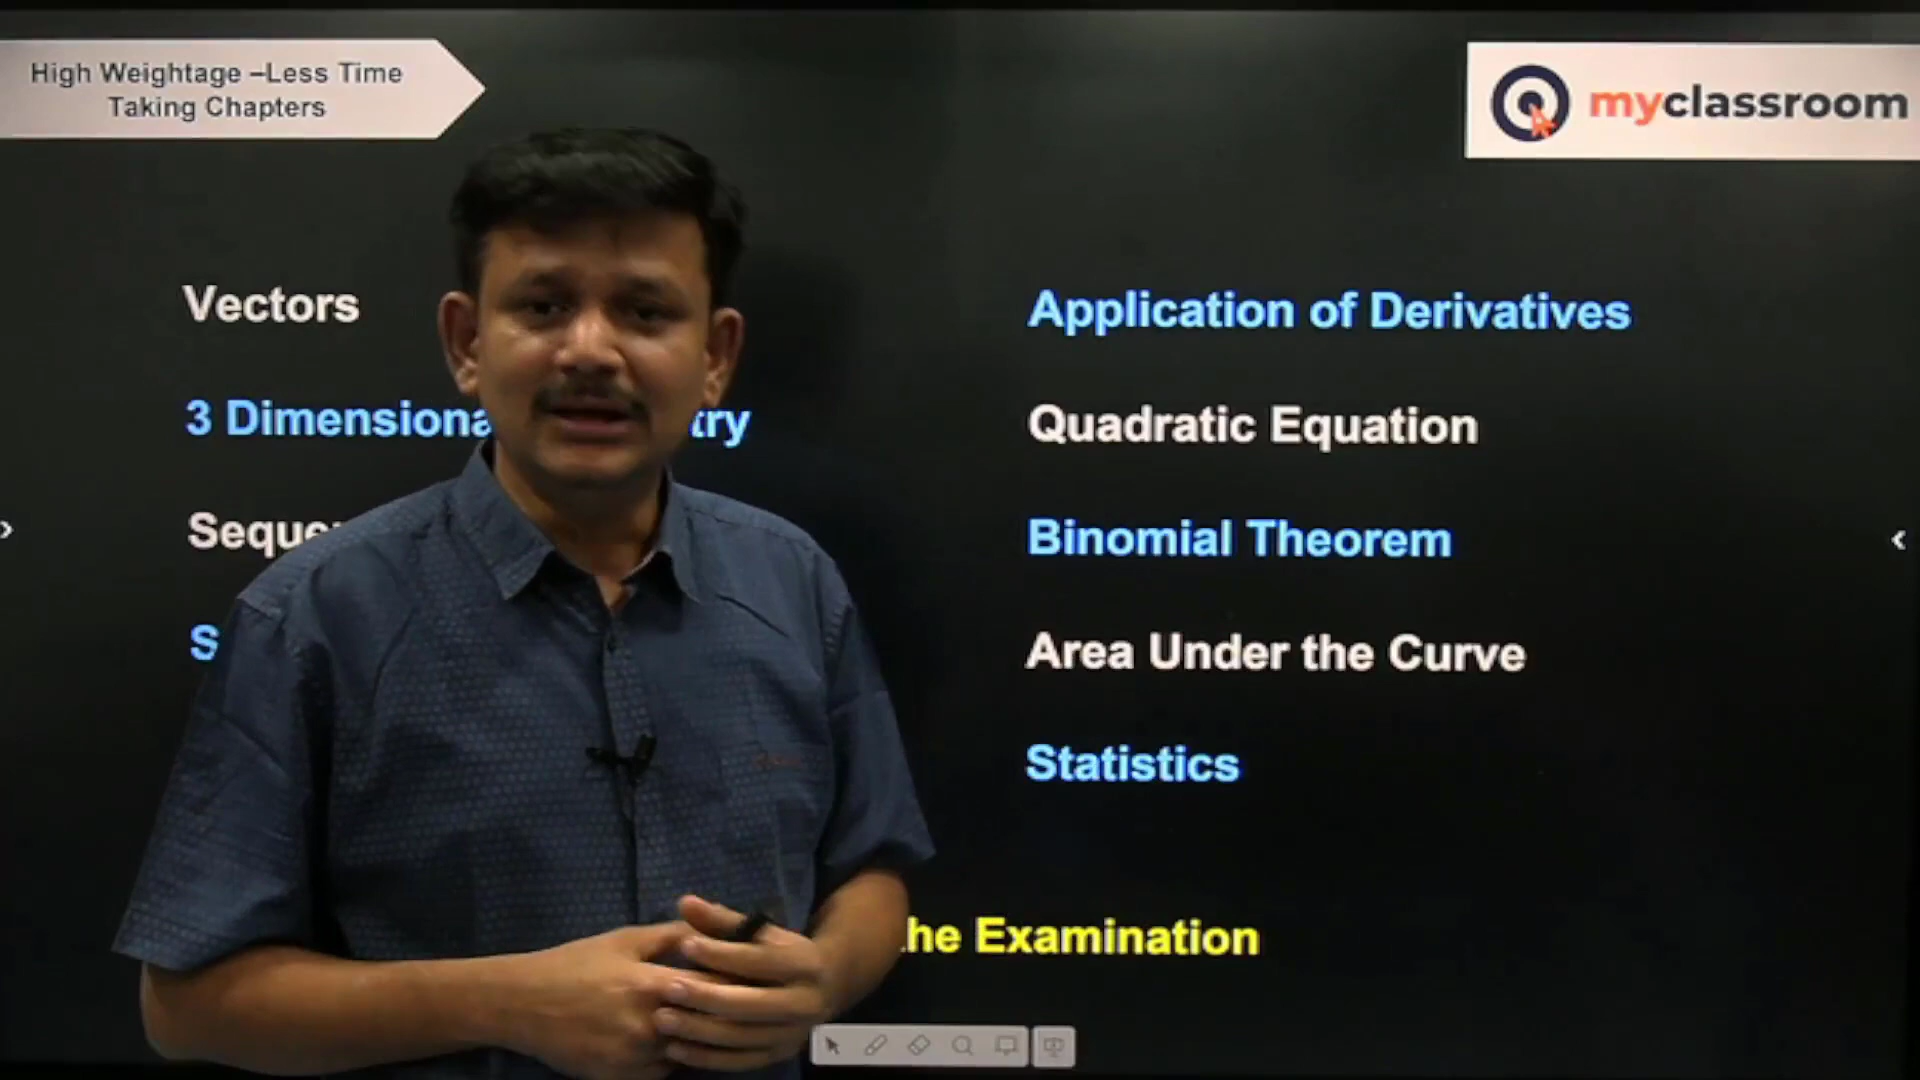 High Weightage –Less Time
Taking Chapters
myclassroom
Vectors
3 Dimensiona try
Seque
S
Application of Derivatives
Quadratic Equation
Binomial Theorem
Area Under the Curve
Statistics
he Examination